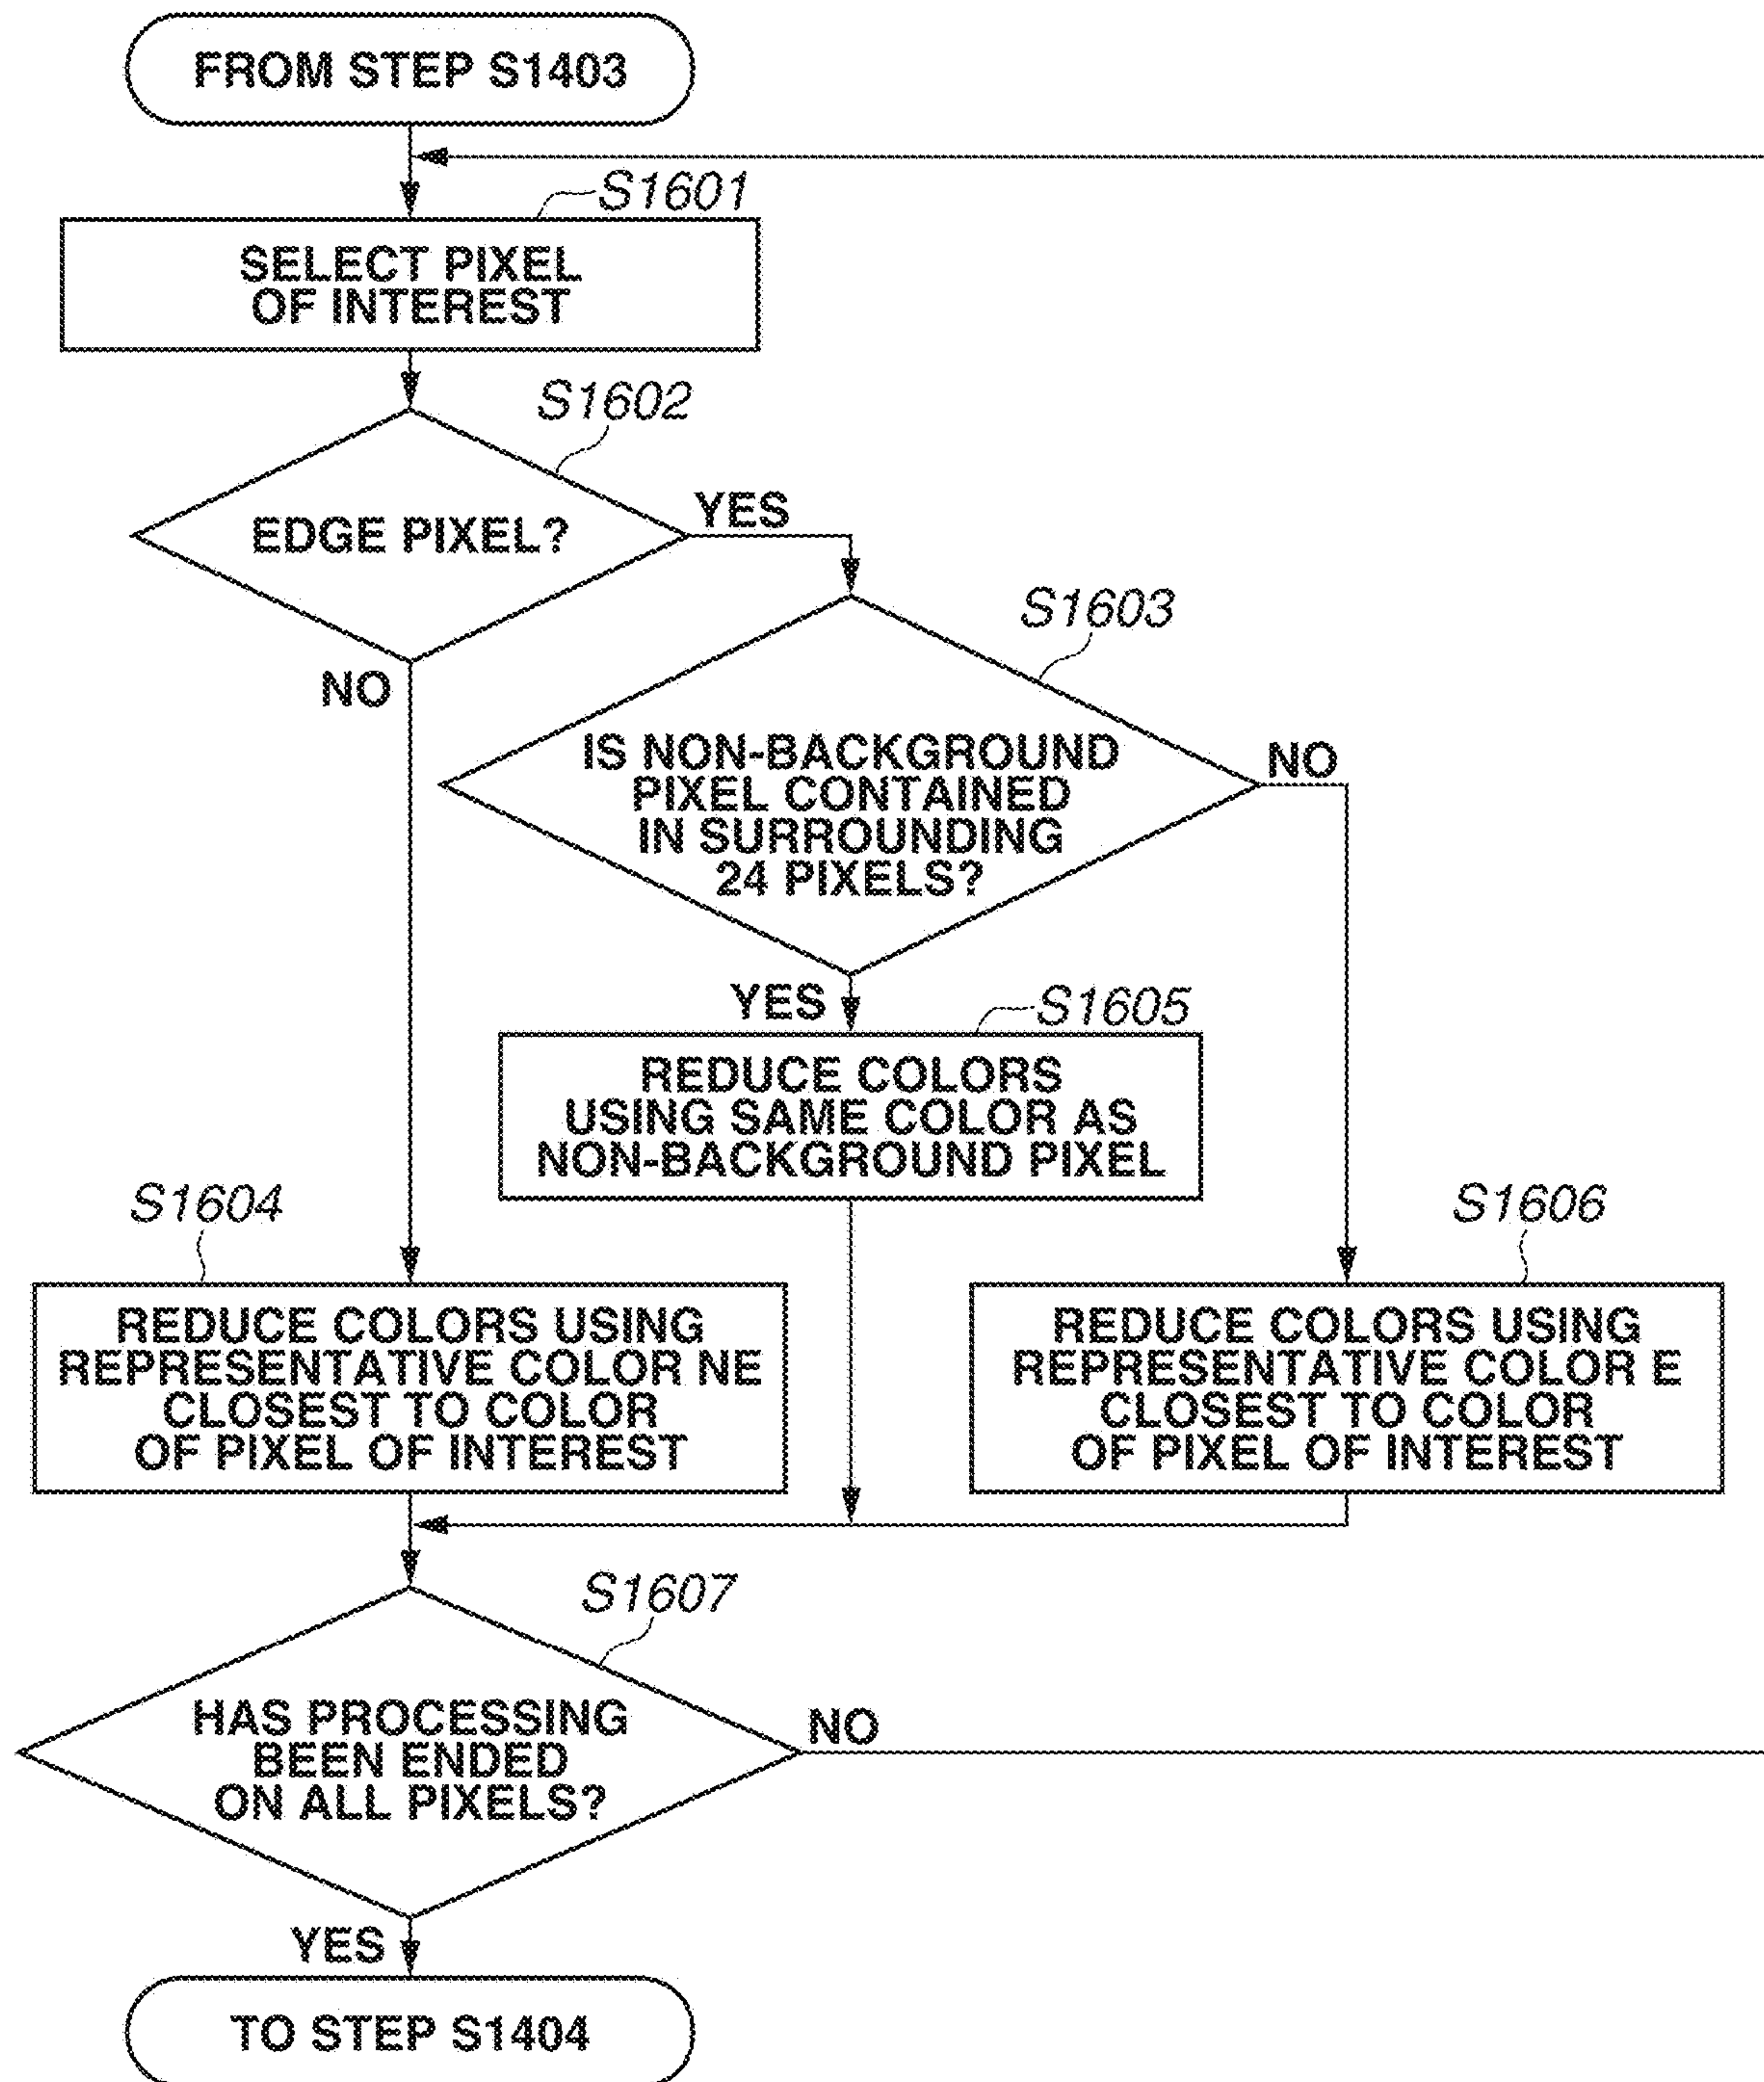 FROM STEP S1403
S1601
SELECT PIXEL
OF INTEREST
S1602
EDGE PIXEL?
YES
NO
S1603
IS NON-BACKGROUND
PIXEL CONTAINED
IN SURROUNDING
24 PIXELS?
NO
YES
S1605
REDUCE COLORS
USING SAME COLOR AS
NON-BACKGROUND PIXEL
S1604
REDUCE COLORS USING
REPRESENTATIVE COLOR NE
CLOSEST TO COLOR
OF PIXEL OF INTEREST
S1606
REDUCE COLORS USING
REPRESENTATIVE COLOR E
CLOSEST TO COLOR
OF PIXEL OF INTEREST
S1607
HAS PROCESSING
BEEN ENDED
ON ALL PIXELS?
NO
YES
TO STEP S1404